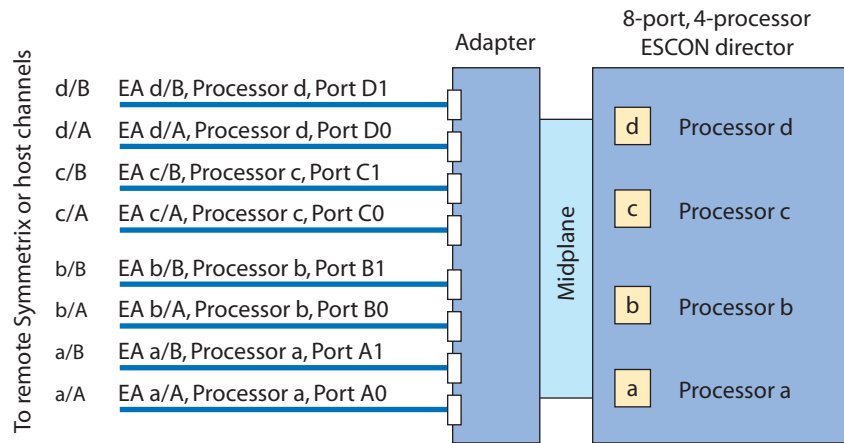 8-port, 4-processor
ESCON director
Adapter
d/B EA d/B, Processor d, Port D1
d/A EA d/A, Processor d, Port D0
c/B EA c/B, Processor c, Port C1
c/A EA c/A, Processor c, Port C0
b/B EA b/B, Processor b, Port B1
b/A EA b/A, Processor b, Port B0
a/B EA a/B, Processor a, Port A1
a/A EA a/A, Processor a, Port A0
To remote Symmetrix or host channels
Midplane
d Processor d
c Processor c
b Processor b
a Processor a